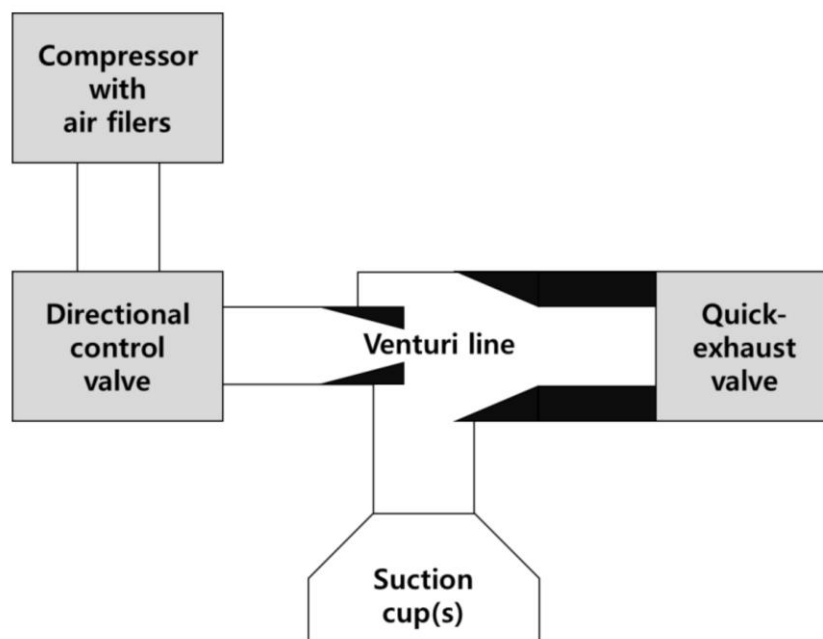 Compressor
with
air filers
Directional
control
valve
Venturi line
Quick-
exhaust
valve
Suction
cup(s)